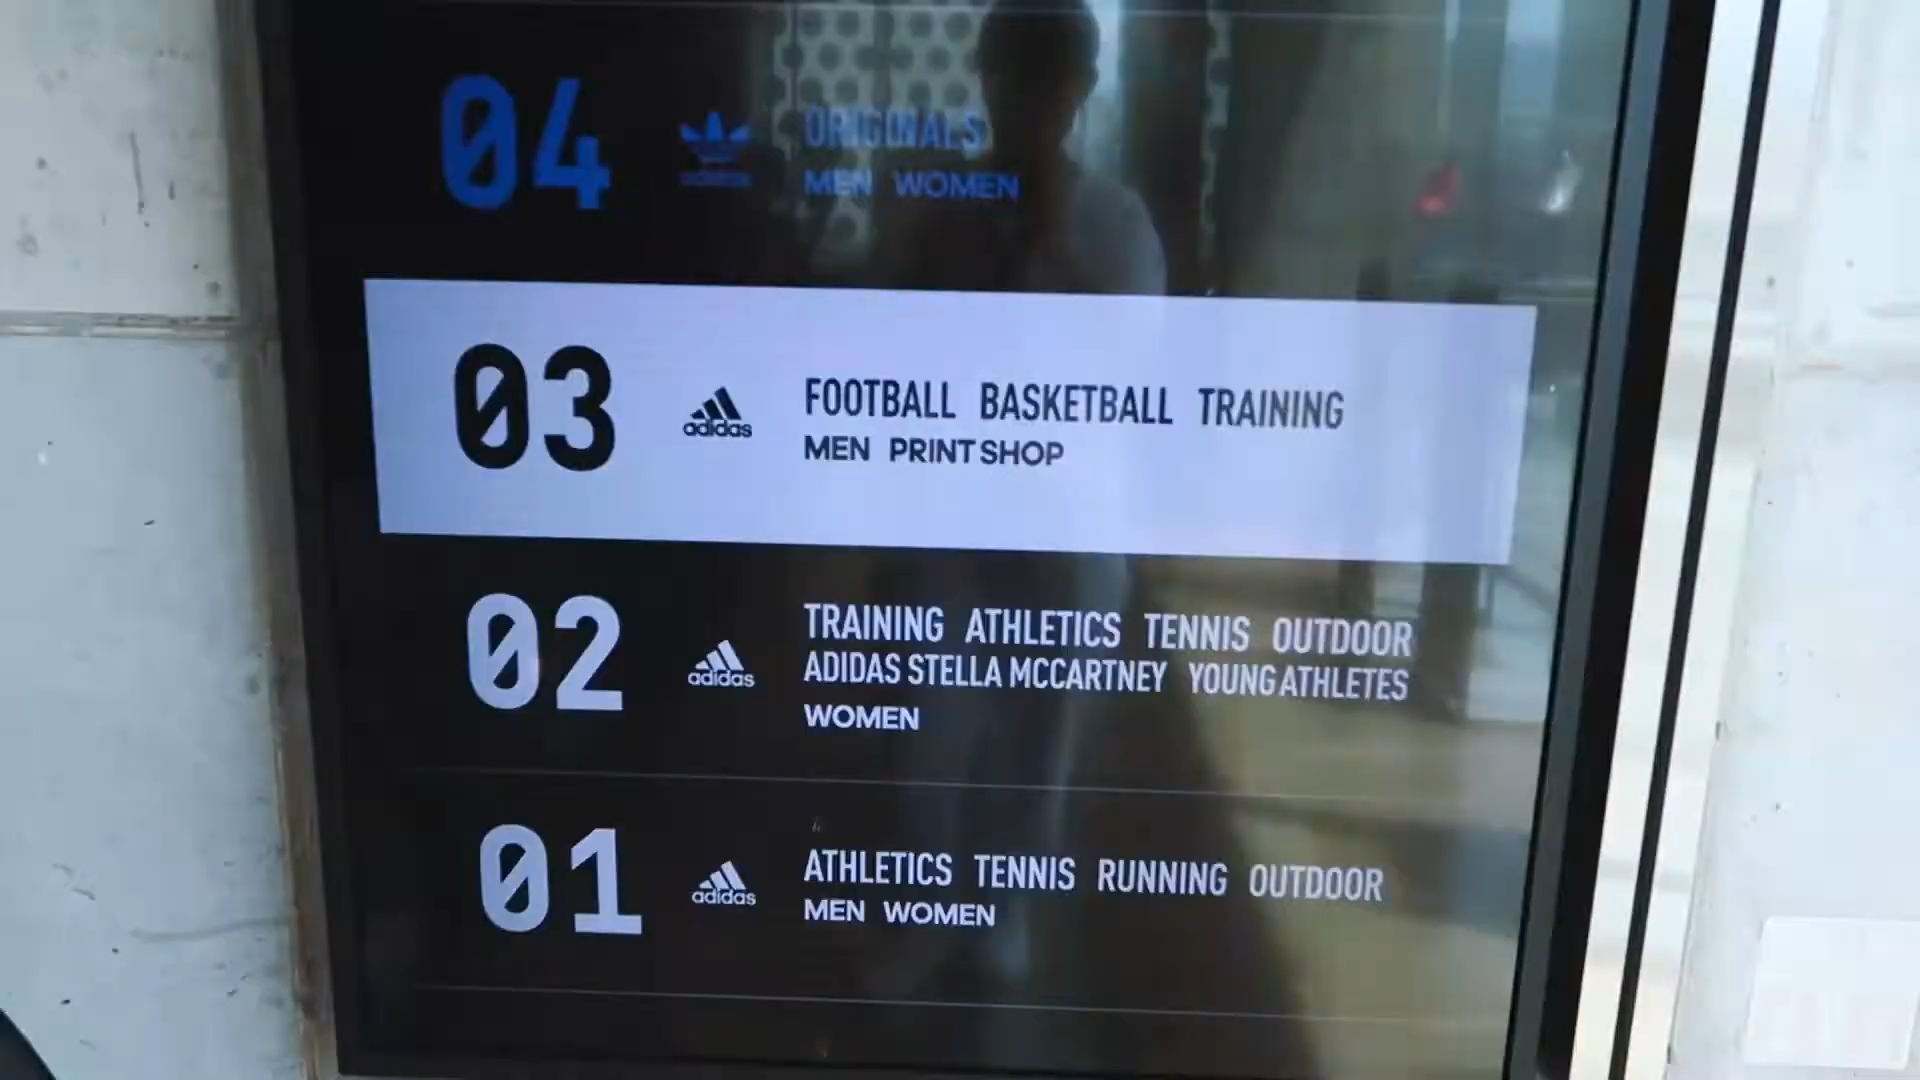 04
adidas
ORIGINALS
MEN WOMEN
03
adidas
FOOTBALL BASKETBALL TRAINING
MEN PRINT SHOP
02
adidas
TRAINING ATHLETICS TENNIS OUTDOOR
ADIDAS STELLA MCCARTNEY YOUNG ATHLETES
WOMEN
01
adidas
ATHLETICS TENNIS RUNNING OUTDOOR
MEN WOMEN